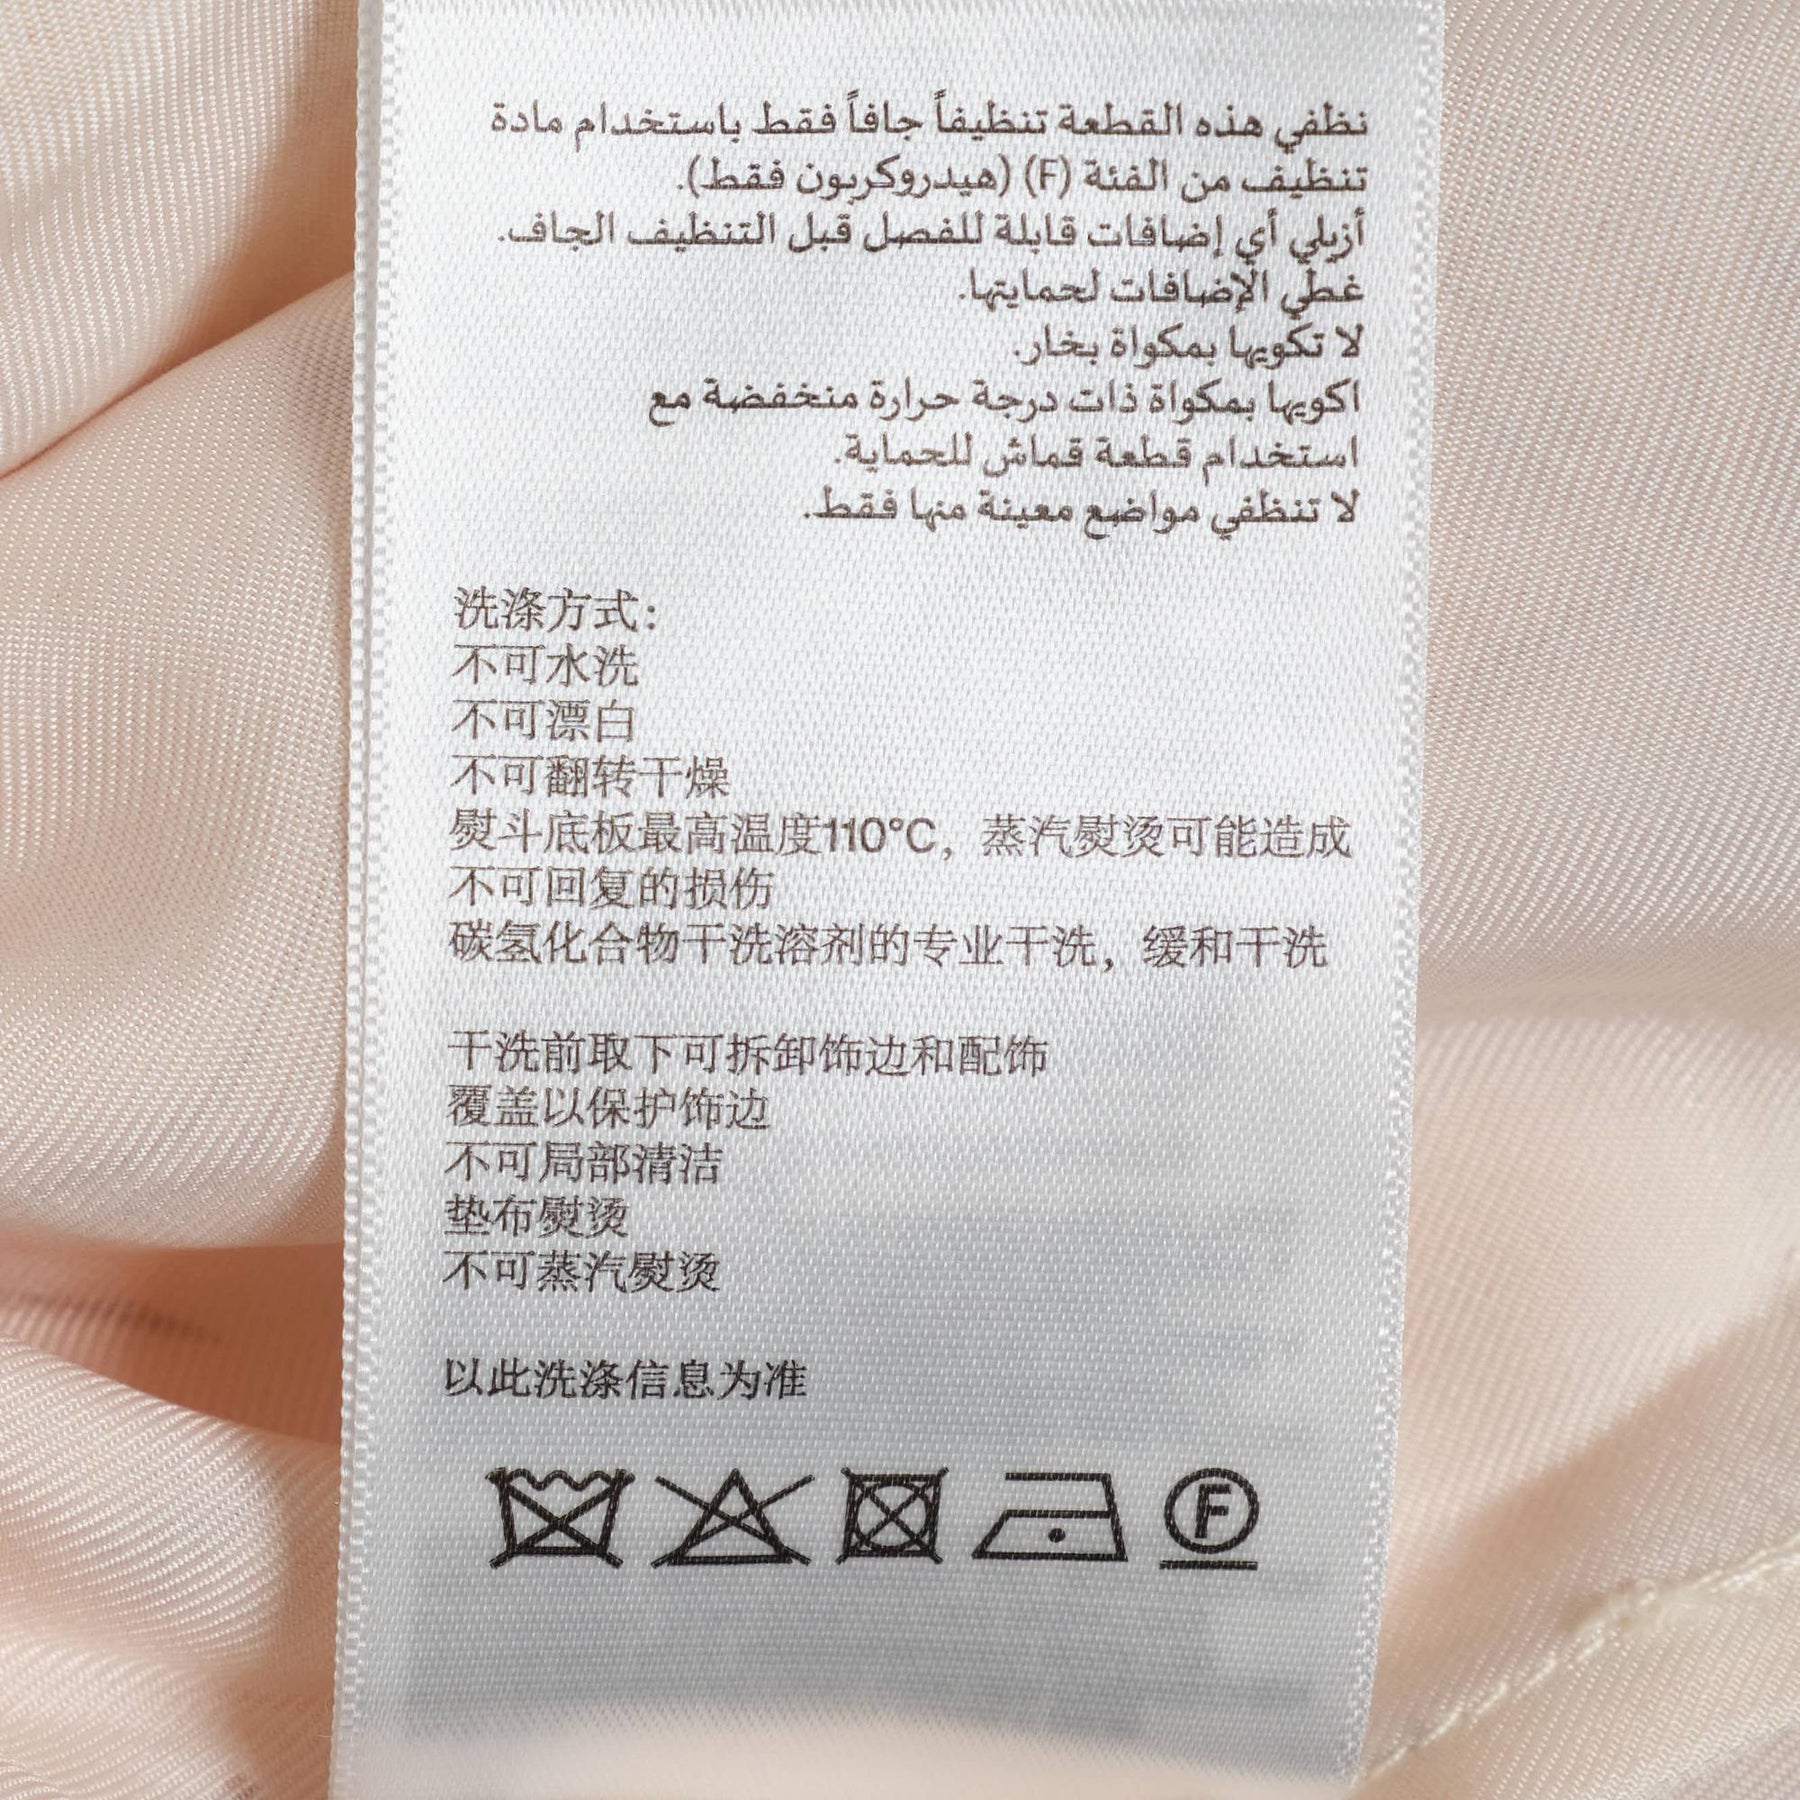 نظفي هذه القطعة تنظيفاً جافاً فقط باستخدام مادة
تنظيف من الفئة (F) (هيدروكربون فقط).
أزيلي أي إضافات قابلة للفصل قبل التنظيف الجاف.
غطي الإضافات لحمايتها.
لا تكويها بمكواة بخار.
اكويها بمكواة ذات درجة حرارة منخفضة مع
استخدام قطعة قماش للحماية.
لا تنظفي مواضع معينة منها فقط.
洗涤方式：
不可水洗
不可漂白
不可翻转干燥
熨斗底板最高温度110°C，蒸汽熨烫可能造成
不可回复的损伤
碳氢化合物干洗溶剂的专业干洗，缓和干洗
干洗前取下可拆卸饰边和配饰
覆盖以保护饰边
不可局部清洁
垫布熨烫
不可蒸汽熨烫
以此洗涤信息为准
F